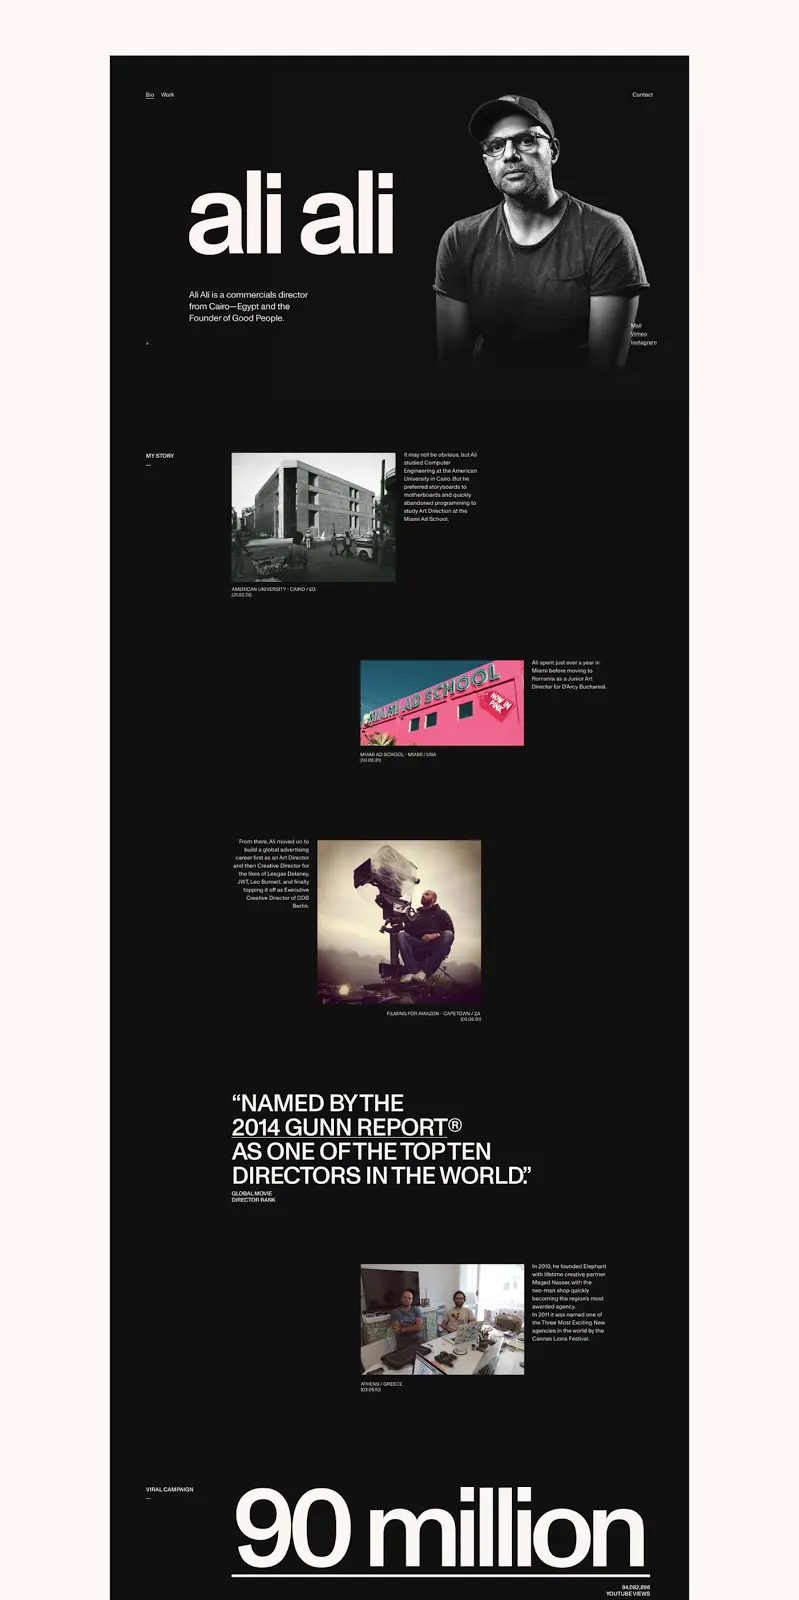 Bio Work
Contact
ali ali
Ali Ali is a commercials director
from Cairo—Egypt and the
Founder of Good People.
Mail
Vimeo
Instagram
MY STORY
—
It may not be obvious, but Ali
studied Computer
Engineering at the American
University in Cairo. But he
preferred storyboards to
motherboards and quickly
abandoned programming to
study Art Direction at the
Miami Ad School.
AMERICAN UNIVERSITY - CAIRO / EG
MIAMI AD SCHOOL
NOW IN
PINK
Ali spent just over a year in
Miami before moving to
Romania as a Junior Art
Director for D'Arcy Bucharest.
MIAMI AD SCHOOL - MIAMI / USA
(03.06.81)
From there, Ali moved on to
build a global advertising
career first as an Art Director
and then Creative Director for
the likes of Leagas Delaney,
JWT, Leo Burnett, and finally
topping it off as Executive
Creative Director of DDB
Berlin.
FILMING FOR AMAZON - CAPETOWN / ZA
(03.06.81)
“NAMED BY THE
2014 GUNN REPORT®
AS ONE OF THE TOP TEN
DIRECTORS IN THE WORLD.”
GLOBAL MOVIE
DIRECTOR RANK
In 2010, he founded Elephant
with lifetime creative partner
Maged Nasser, with the
two-man shop quickly
becoming the region's most
awarded agency.
In 2011 it was named one of
the Three Most Exciting New
agencies in the world by the
Cannes Lions Festival.
ATHENS / GREECE
VIRAL CAMPAIGN
—
90 million
94,082,898
YOUTUBE VIEWS